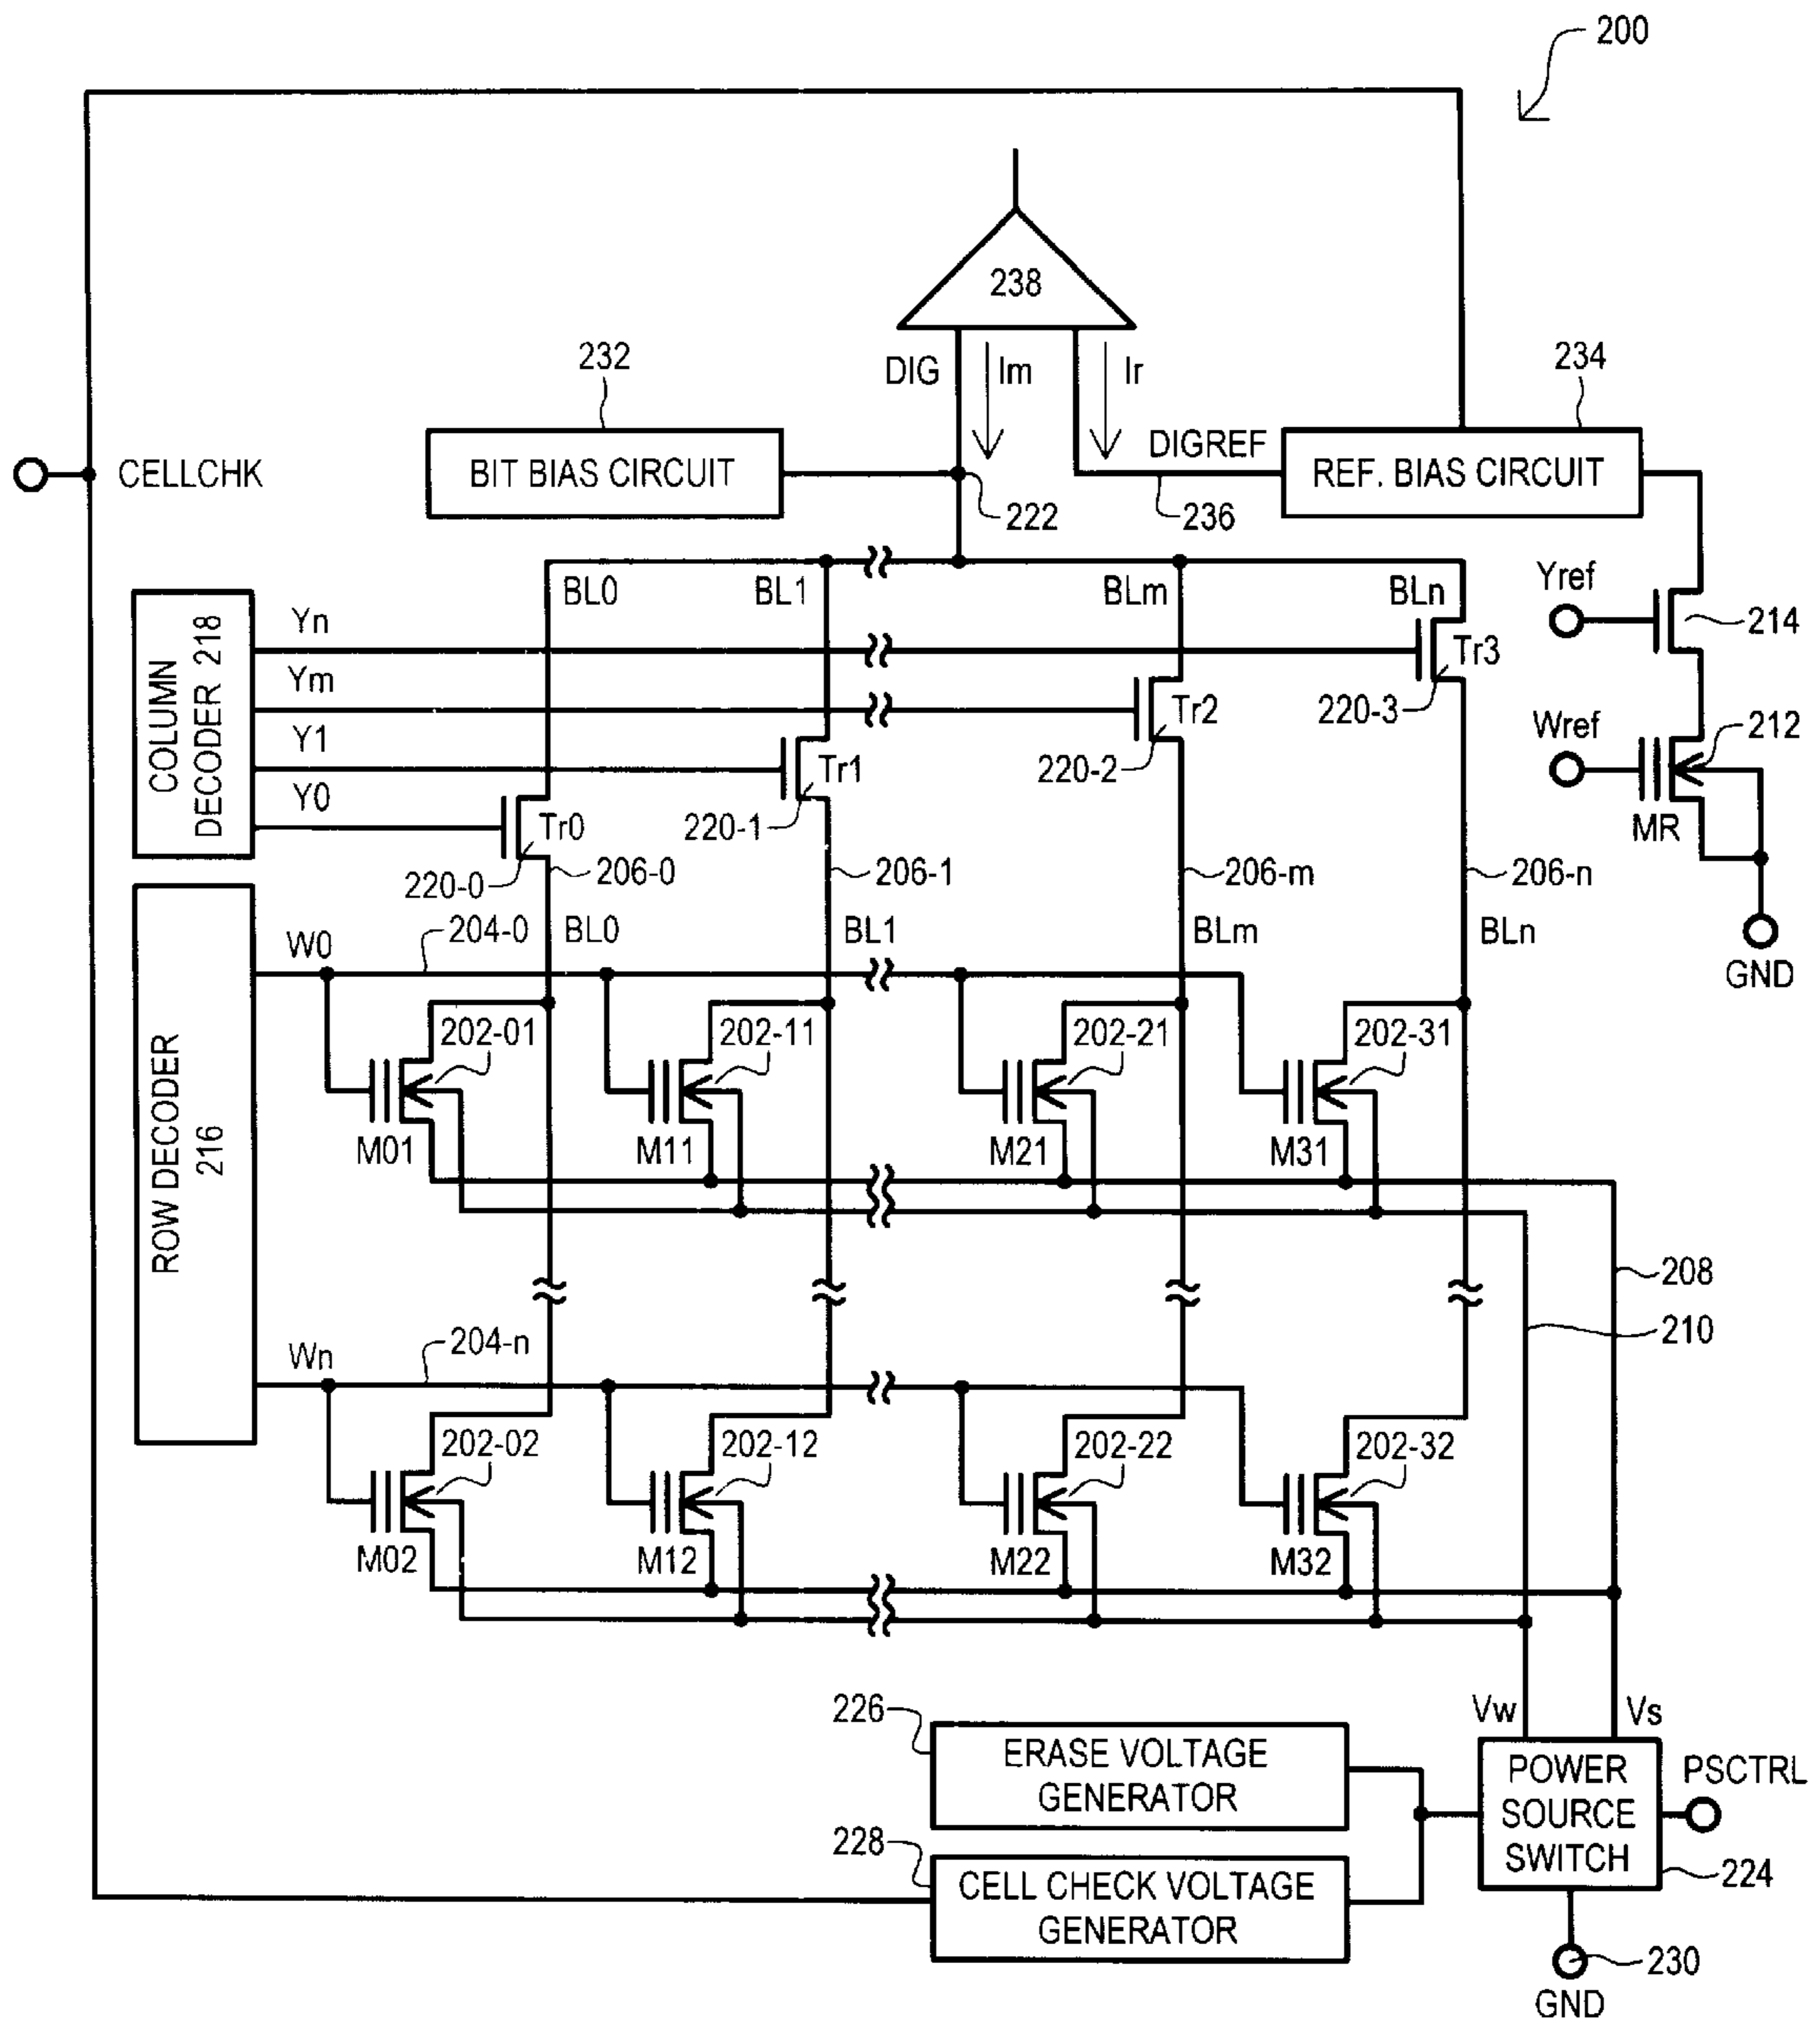 200
238
232
DIG
Im
Ir
234
BIT BIAS CIRCUIT
DIGREF
REF. BIAS CIRCUIT
CELLCHK
222
236
COLUMN
DECODER 218
Yn
Ym
Y1
Y0
BL0
BL1
BLm
BLn
Yref
214
Tr3
220-3
Tr2
220-2
Wref
212
MR
Tr1
220-1
Tr0
220-0
206-0
206-1
206-m
206-n
GND
ROW DECODER
216
W0
204-0
BL0
BL1
BLm
BLn
202-01
202-11
202-21
202-31
M01
M11
M21
M31
208
210
Wn
204-n
202-02
202-12
202-22
202-32
M02
M12
M22
M32
Vw
Vs
226
ERASE VOLTAGE
GENERATOR
POWER
SOURCE
SWITCH
PSCTRL
224
228
CELL CHECK VOLTAGE
GENERATOR
230
GND